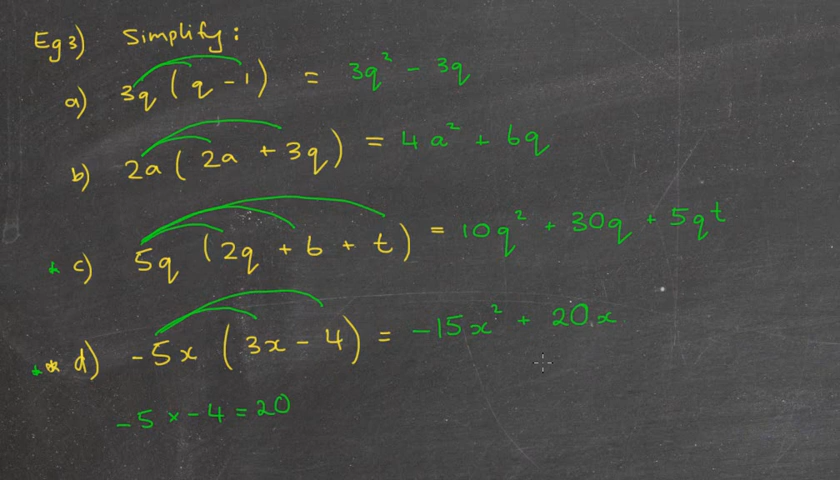 Eg 3) Simplify:
a) 3q (q - 1) = 3q² - 3q
b) 2a (2a + 3q) = 4a² + 6q
* c) 5q (2q + 6 + t) = 10q² + 30q + 5qt
** d) -5x (3x - 4) = -15x² + 20x
-5 × -4 = 20